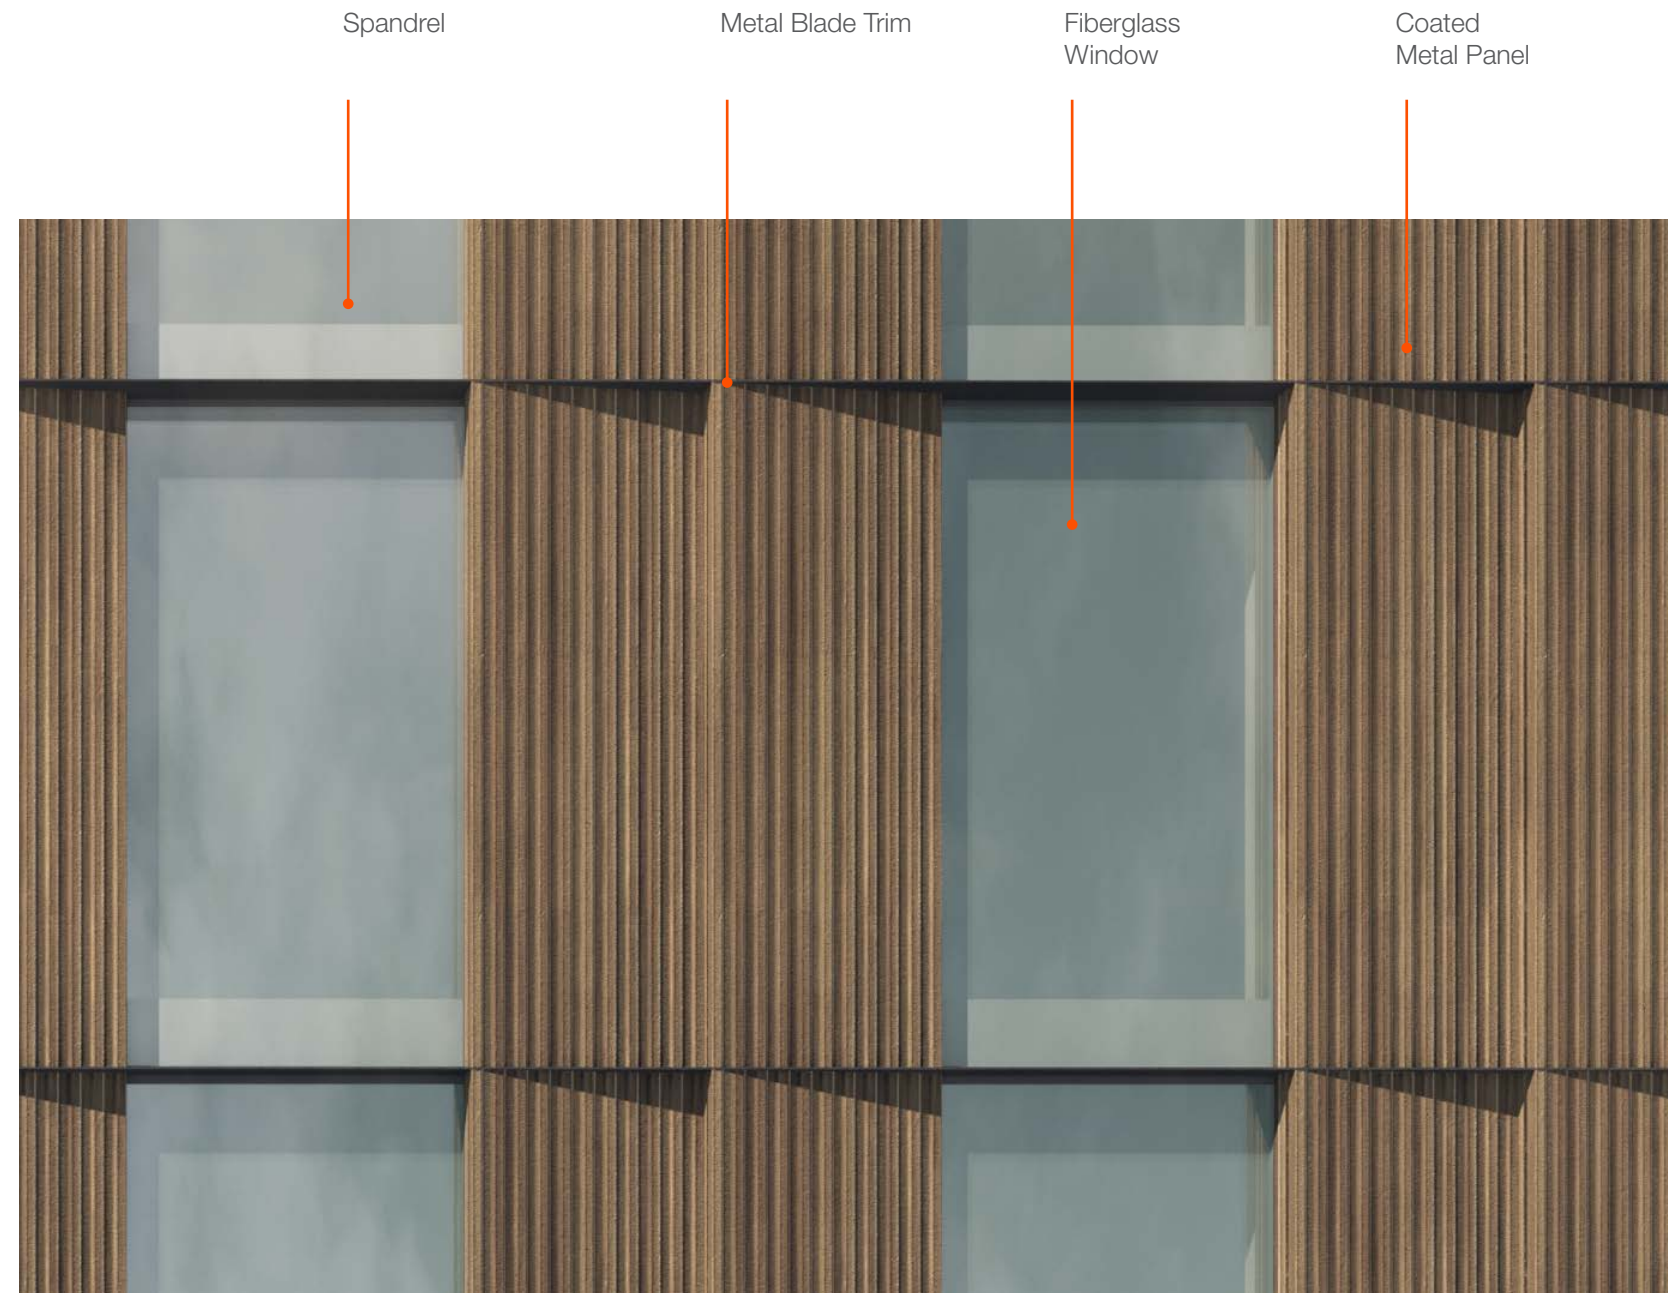 Spandrel
Metal Blade Trim
Fiberglass
Window
Coated
Metal Panel